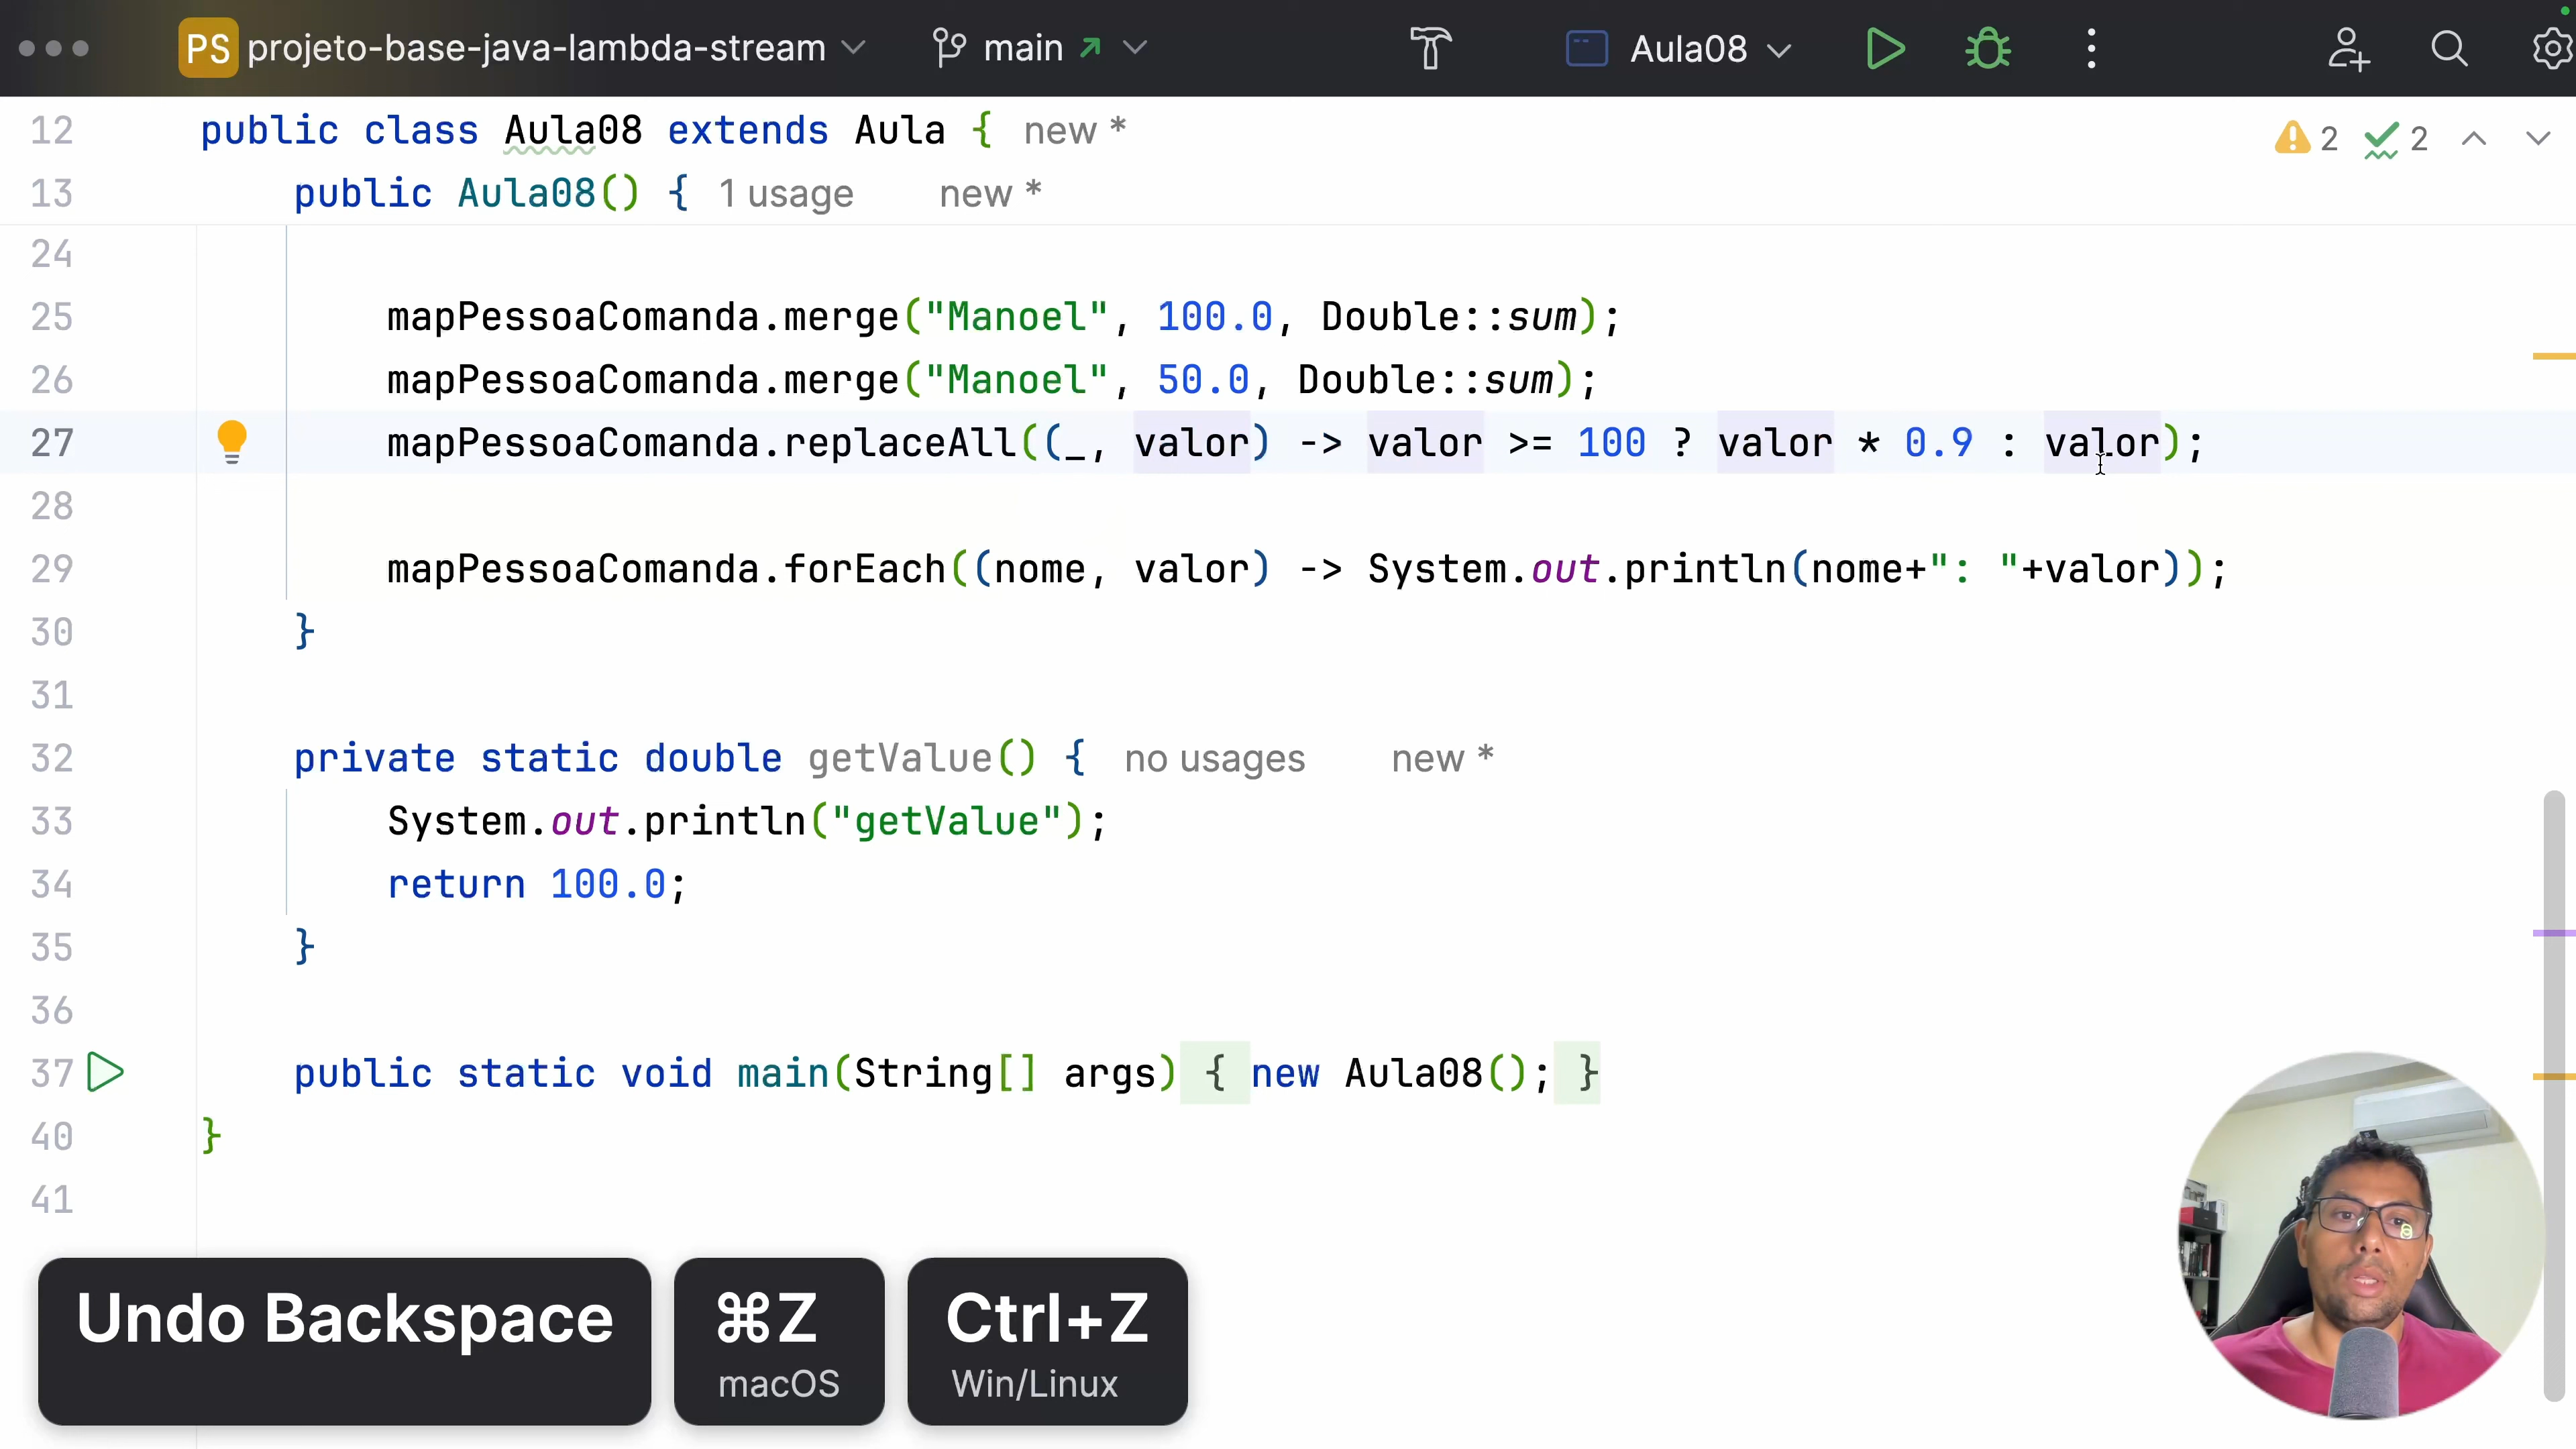 PS projeto-base-java-lambda-stream main Aula08
12 public class Aula08 extends Aula { new * 2 2
13 public Aula08() { 1 usage new *
24
25 mapPessoaComanda.merge("Manoel", 100.0, Double::sum);
26 mapPessoaComanda.merge("Manoel", 50.0, Double::sum);
27 mapPessoaComanda.replaceAll((_, valor) -> valor >= 100 ? valor * 0.9 : valor);
28
29 mapPessoaComanda.forEach((nome, valor) -> System.out.println(nome+": "+valor));
30 }
31
32 private static double getValue() { no usages new *
33 System.out.println("getValue");
34 return 100.0;
35 }
36
37 public static void main(String[] args) { new Aula08(); }
40 }
41
Undo Backspace ⌘Z Ctrl+Z
macOS Win/Linux